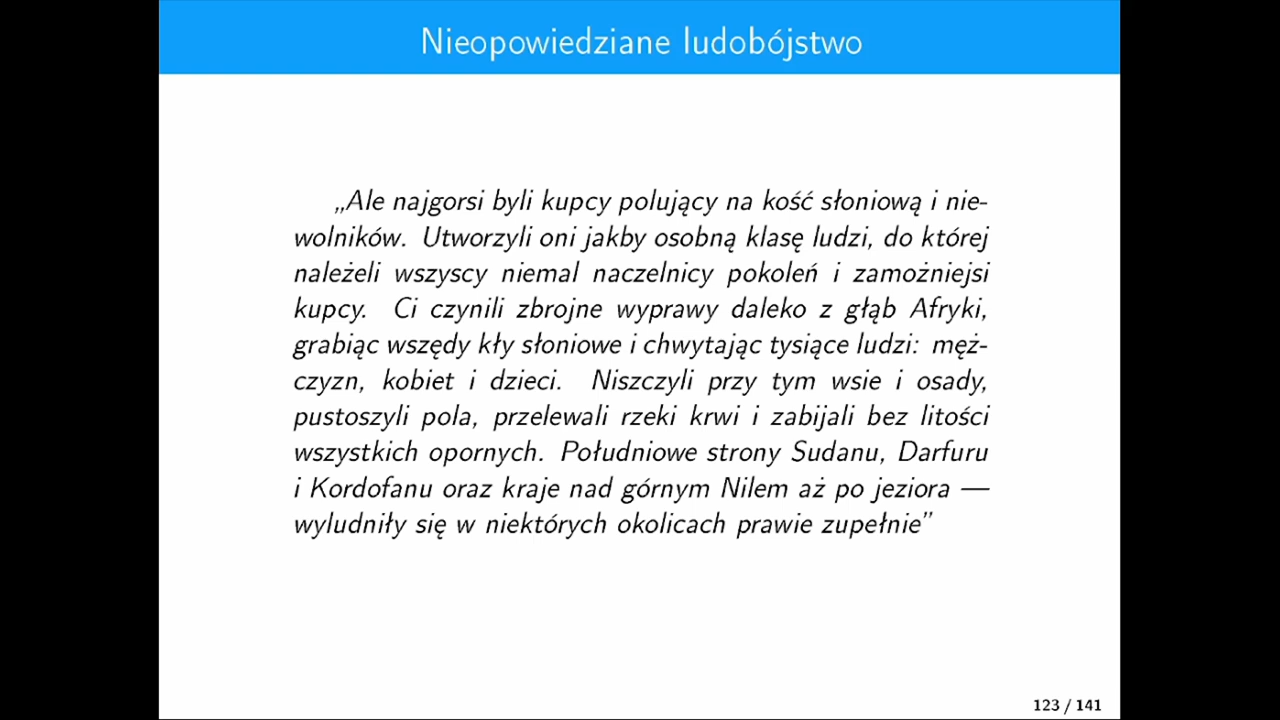 Nieopowiedziane ludobójstwo
„Ale najgorsi byli kupcy polujący na kość słoniową i nie-
wolników. Utworzyli oni jakby osobną klasę ludzi, do której
należeli wszyscy niemal naczelnicy pokoleń i zamożniejsi
kupcy. Ci czynili zbrojne wyprawy daleko z głąb Afryki,
grabiąc wszędy kły słoniowe i chwytając tysiące ludzi: męż-
czyzn, kobiet i dzieci. Niszczyli przy tym wsie i osady,
pustoszyli pola, przelewali rzeki krwi i zabijali bez litości
wszystkich opornych. Południowe strony Sudanu, Darfuru
i Kordofanu oraz kraje nad górnym Nilem aż po jeziora —
wyludniły się w niektórych okolicach prawie zupełnie”
123 / 141